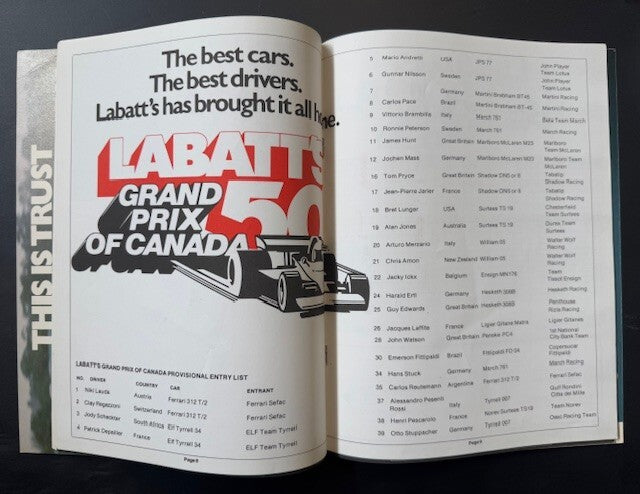 THIS IS TRUST
The best cars.
The best drivers.
Labatt's has brought it all home.
LABATT'S
GRAND 50
PRIX
OF CANADA
LABATT'S GRAND PRIX OF CANADA PROVISIONAL ENTRY LIST
NO. DRIVER COUNTRY CAR ENTRANT
1 Niki Lauda Austria Ferrari 312 T/2 Ferrari Sefac
2 Clay Regazzoni Switzerland Ferrari 312 T/2 Ferrari Sefac
3 Jody Scheckter South Africa Elf Tyrrell 34 ELF Team Tyrrell
4 Patrick Depailler France Elf Tyrrell 34 ELF Team Tyrrell
Page 8
5 Mario Andretti USA JPS 77 John Player
Team Lotus
6 Gunnar Nilsson Sweden JPS 77 John Player
Team Lotus
7 Germany Martini Brabham BT-45 Martini Racing
8 Carlos Pace Brazil Martini Brabham BT-45 Martini Racing
9 Vittorio Brambilla Italy March 761 Beta Team March
10 Ronnie Peterson Sweden March 761 March Racing
11 James Hunt Great Britain Marlboro McLaren M23 Marlboro
Team McLaren
12 Jochen Mass Germany Marlboro McLaren M23 Marlboro Team
McLaren
16 Tom Pryce Great Britain Shadow DN5 or 8 Tabatip
Shadow Racing
17 Jean-Pierre Jarier France Shadow DN5 or 8 Tabatip
Shadow Racing
18 Bret Lunger USA Surtees TS 19 Chesterfield
Team Surtees
19 Alan Jones Australia Surtees TS 19 Durex Team
Surtees
20 Arturo Merzario Italy William 05 Walter Wolf
Racing
21 Chris Amon New Zealand William 05 Walter Wolf
Racing
22 Jacky Ickx Belgium Ensign MN176 Team
Tissot Ensign
24 Harald Ertl Germany Hesketh 308B Hesketh Racing
25 Guy Edwards Great Britain Hesketh 308B Penthouse
Rizla Racing
26 Jacques Laffite France Ligier Gitane Matra Ligier Gitanes
28 John Watson Great Britain Penske PC4 1st National
City Bank Team
30 Emerson Fittipaldi Brazil Fittipaldi FD 04 Copersucar
Fittipaldi
34 Hans Stuck Germany March 761 March Racing
35 Carlos Reutemann Argentina Ferrari 312 T/2 Ferrari Sefac
37 Alessandro Pesenti
Rossi Italy Tyrrell 007 Gulf Rondini
Citta del Mille
38 Henri Pescarolo France Norev Surtees TS19 Team Norev
39 Otto Stuppacher Germany Tyrrell 007 Oasc Racing Team
Page 9